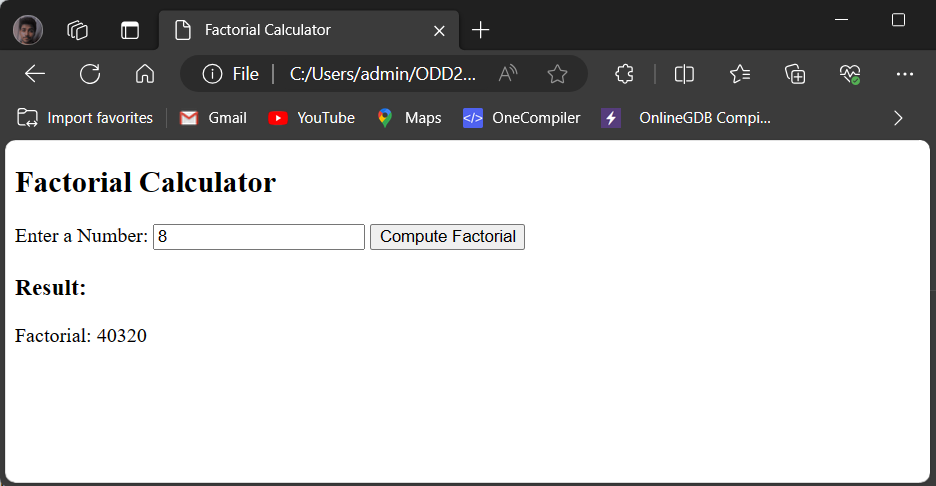 Factorial Calculator
File
C:/Users/admin/ODD2...
Import favorites
Gmail
YouTube
Maps
</> OneCompiler
OnlineGDB Compi...
Factorial Calculator
Enter a Number: 8 Compute Factorial
Result:
Factorial: 40320